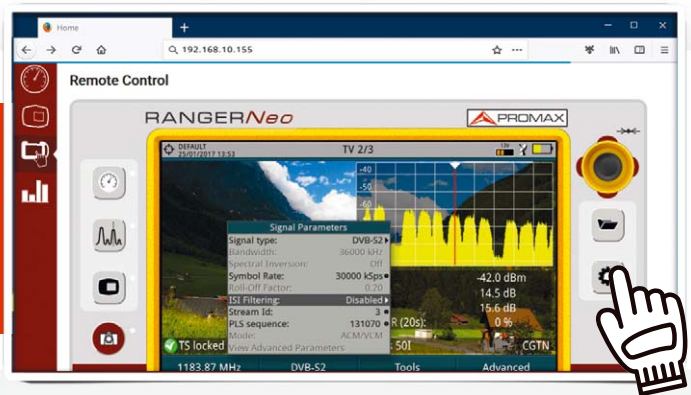 Home
192.168.10.155
Remote Control
RANGERNeo
PROMAX
DEFAULT
25/01/2017 13:53
TV 2/3
13V
-40
-50
-60
Signal Parameters
Signal type: DVB-S2
Bandwidth: 36000 kHz
Spectral Inversion: Off
Symbol Rate: 30000 kSps
Roll-Off Factor: 0.20
ISI Filtering: Disabled
Stream Id: 3
PLS sequence: 131070
Mode: ACM/VCM
View Advanced Parameters
-42.0 dBm
14.5 dB
15.6 dB
R (20s): 0 %
TS locked
: 501
CGTN
1183.87 MHz
DVB-S2
Tools
Advanced